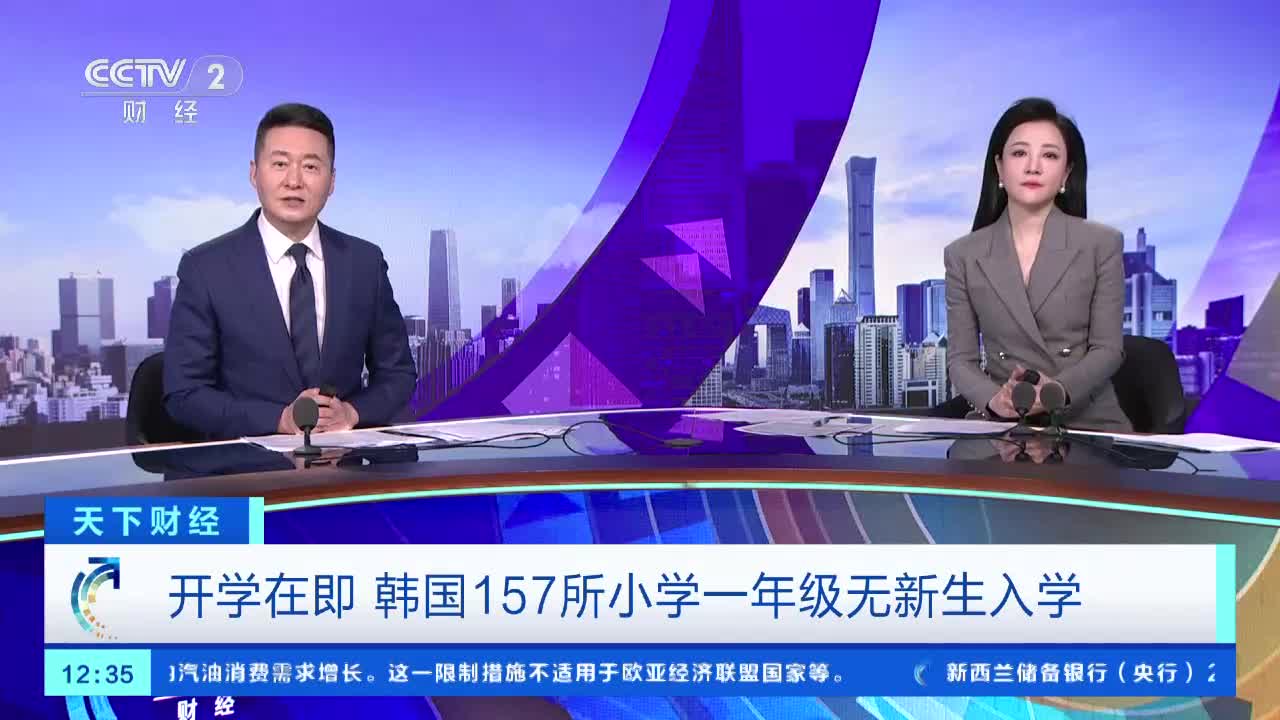 CCTV 2
财经
天下财经
开学在即 韩国157所小学一年级无新生入学
12:35
汽油消费需求增长。这一限制措施不适用于欧亚经济联盟国家等。 新西兰储备银行（央行）2
财经